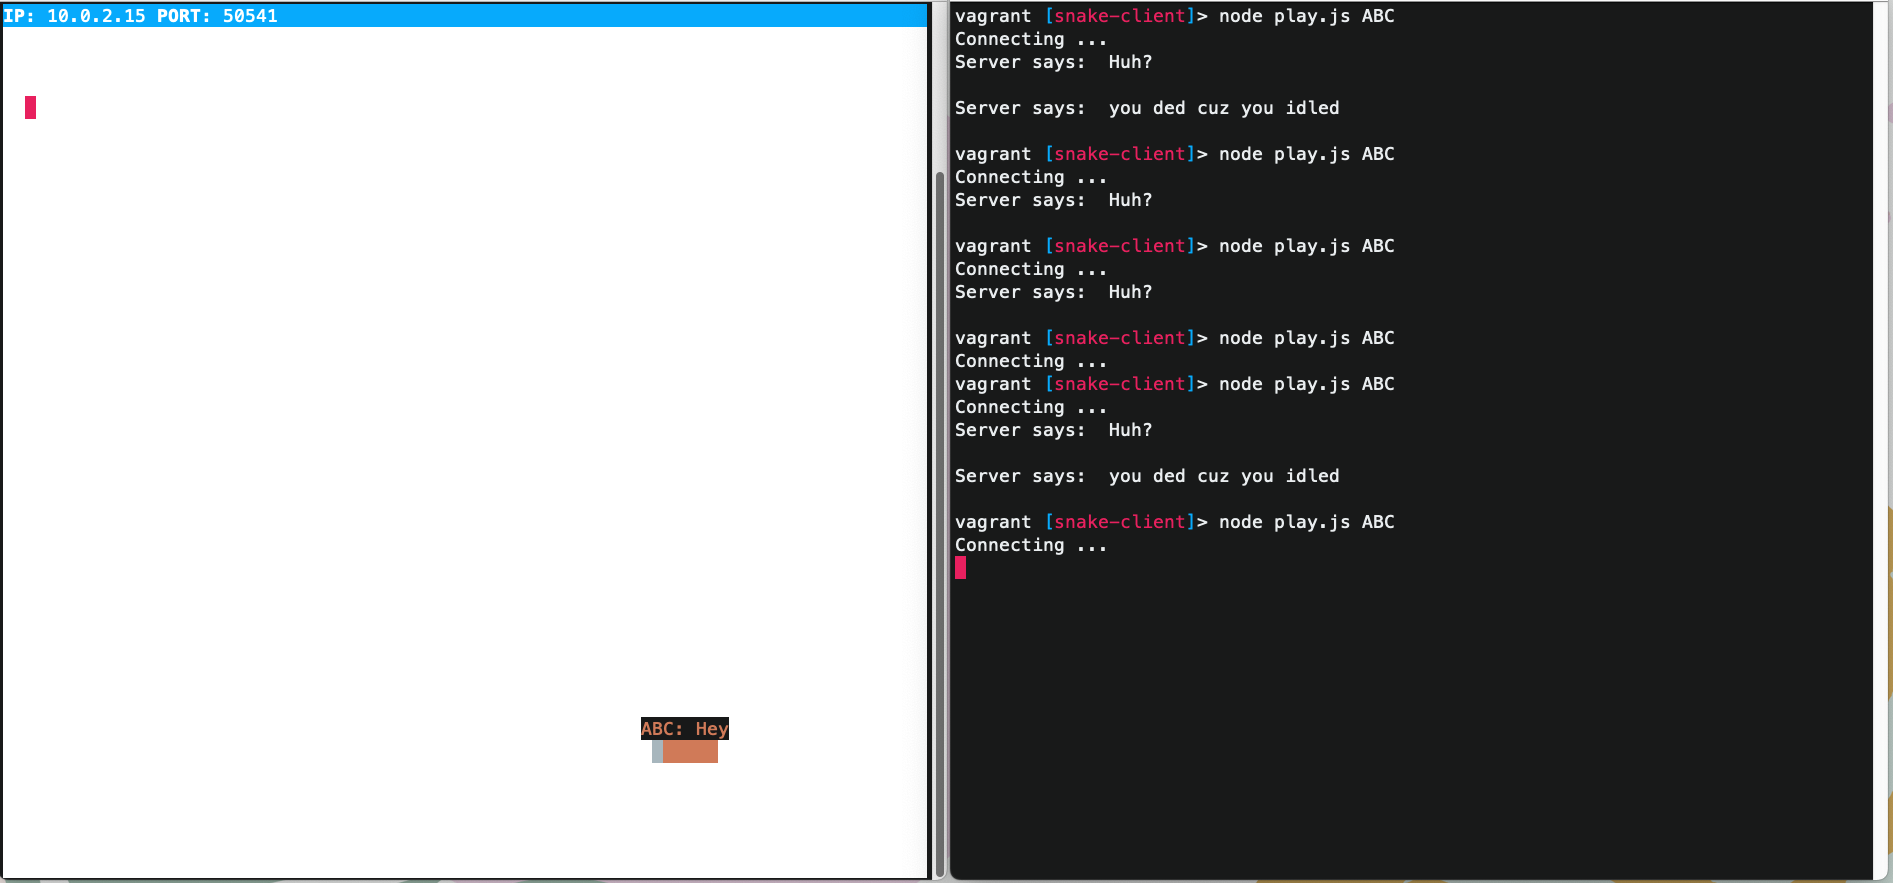 IP: 10.0.2.15 PORT: 50541
ABC: Hey
vagrant [snake-client]> node play.js ABC
Connecting ...
Server says:  Huh?
Server says:  you ded cuz you idled
vagrant [snake-client]> node play.js ABC
Connecting ...
Server says:  Huh?
vagrant [snake-client]> node play.js ABC
Connecting ...
Server says:  Huh?
vagrant [snake-client]> node play.js ABC
Connecting ...
vagrant [snake-client]> node play.js ABC
Connecting ...
Server says:  Huh?
Server says:  you ded cuz you idled
vagrant [snake-client]> node play.js ABC
Connecting ...